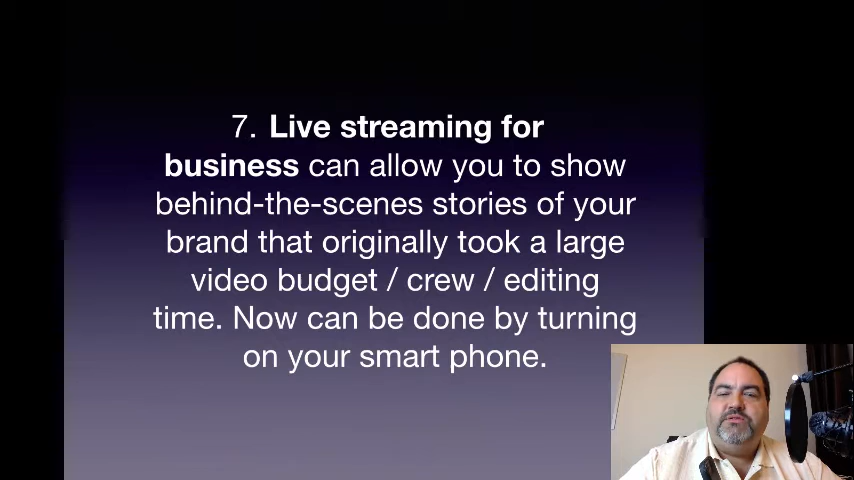 7. Live streaming for
business can allow you to show
behind-the-scenes stories of your
brand that originally took a large
video budget / crew / editing
time. Now can be done by turning
on your smart phone.